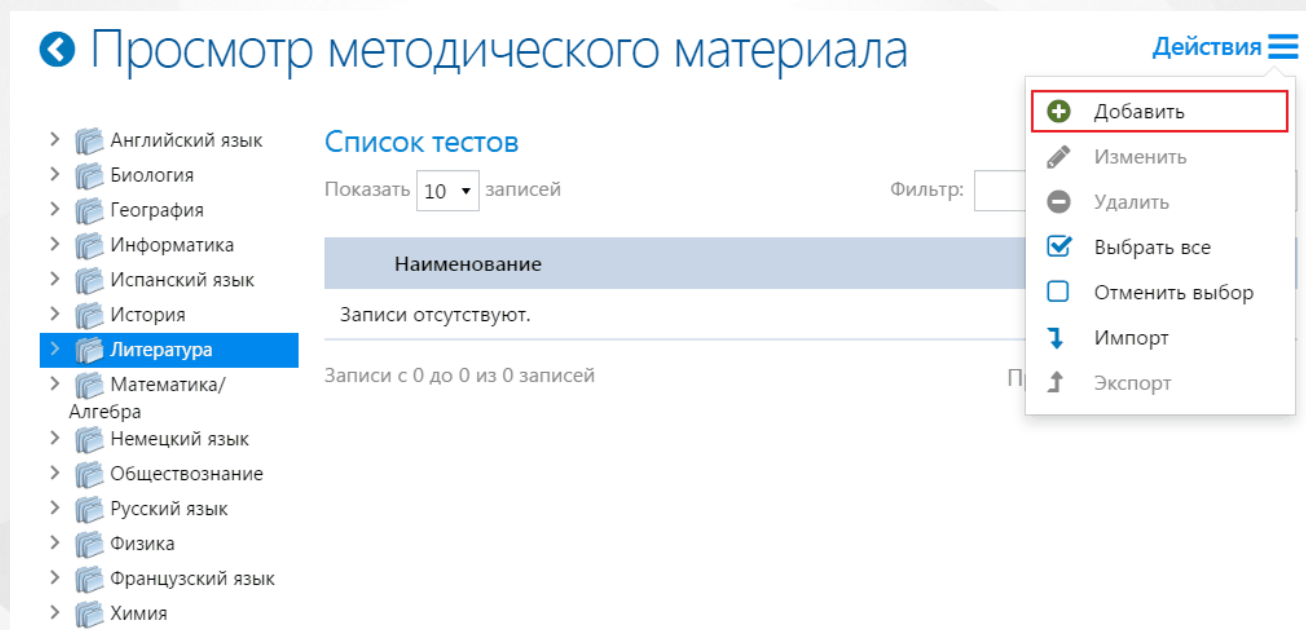 Просмотр методического материала
Действия
Добавить
Изменить
Удалить
Выбрать все
Отменить выбор
Импорт
Экспорт
Английский язык
Биология
География
Информатика
Испанский язык
История
Литература
Математика/
Алгебра
Немецкий язык
Обществознание
Русский язык
Физика
Французский язык
Химия
Список тестов
Показать 10 записей
Фильтр:
Наименование
Записи отсутствуют.
Записи с 0 до 0 из 0 записей